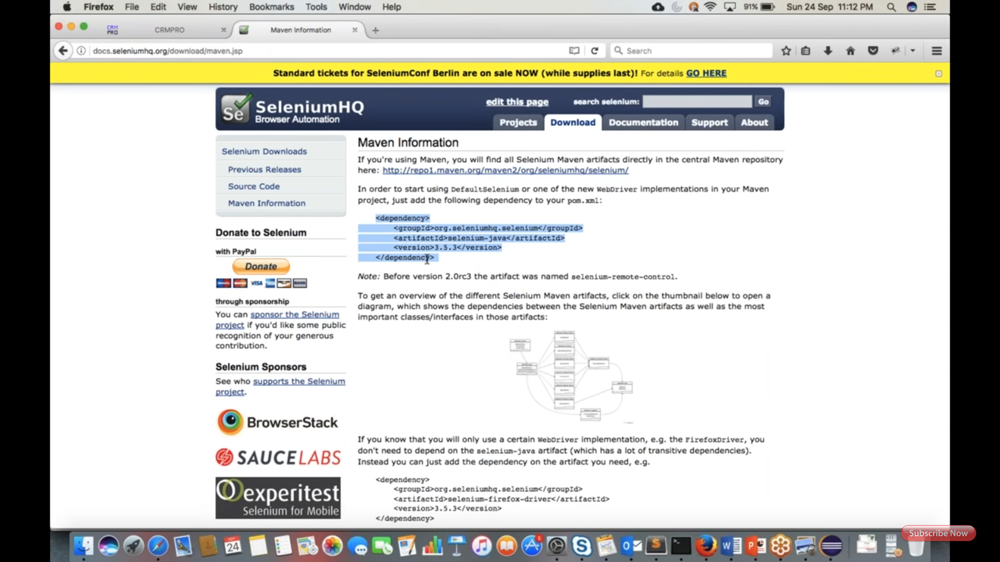 Firefox File Edit View History Bookmarks Tools Window Help
91% Sun 24 Sep 11:12 PM
CRM PRO CRMPRO
Maven Information
docs.seleniumhq.org/download/maven.jsp
Search
Standard tickets for SeleniumConf Berlin are on sale NOW (while supplies last)! For details GO HERE
Se
SeleniumHQ
Browser Automation
edit this page
search selenium:
Go
Projects
Download
Documentation
Support
About
Selenium Downloads
Previous Releases
Source Code
Maven Information
Donate to Selenium
with PayPal
Donate
VISA
through sponsorship
You can sponsor the Selenium
project if you'd like some public
recognition of your generous
contribution.
Selenium Sponsors
See who supports the Selenium
project.
BrowserStack
SAUCELABS
experitest
Selenium for Mobile
Maven Information
If you're using Maven, you will find all Selenium Maven artifacts directly in the central Maven repository
here: http://repo1.maven.org/maven2/org/seleniumhq/selenium/
In order to start using DefaultSelenium or one of the new WebDriver implementations in your Maven
project, just add the following dependency to your pom.xml:
<dependency>
<groupId>org.seleniumhq.selenium</groupId>
<artifactId>selenium-java</artifactId>
<version>3.5.3</version>
</dependency>
Note: Before version 2.0rc3 the artifact was named selenium-remote-control.
To get an overview of the different Selenium Maven artifacts, click on the thumbnail below to open a
diagram, which shows the dependencies between the Selenium Maven artifacts as well as the most
important classes/interfaces in those artifacts:
If you know that you will only use a certain WebDriver implementation, e.g. the FirefoxDriver, you
don't need to depend on the selenium-java artifact (which has a lot of transitive dependencies).
Instead you can just add the dependency on the artifact you need, e.g.
<dependency>
<groupId>org.seleniumhq.selenium</groupId>
<artifactId>selenium-firefox-driver</artifactId>
<version>3.5.3</version>
</dependency>
Subscribe Now
24
5